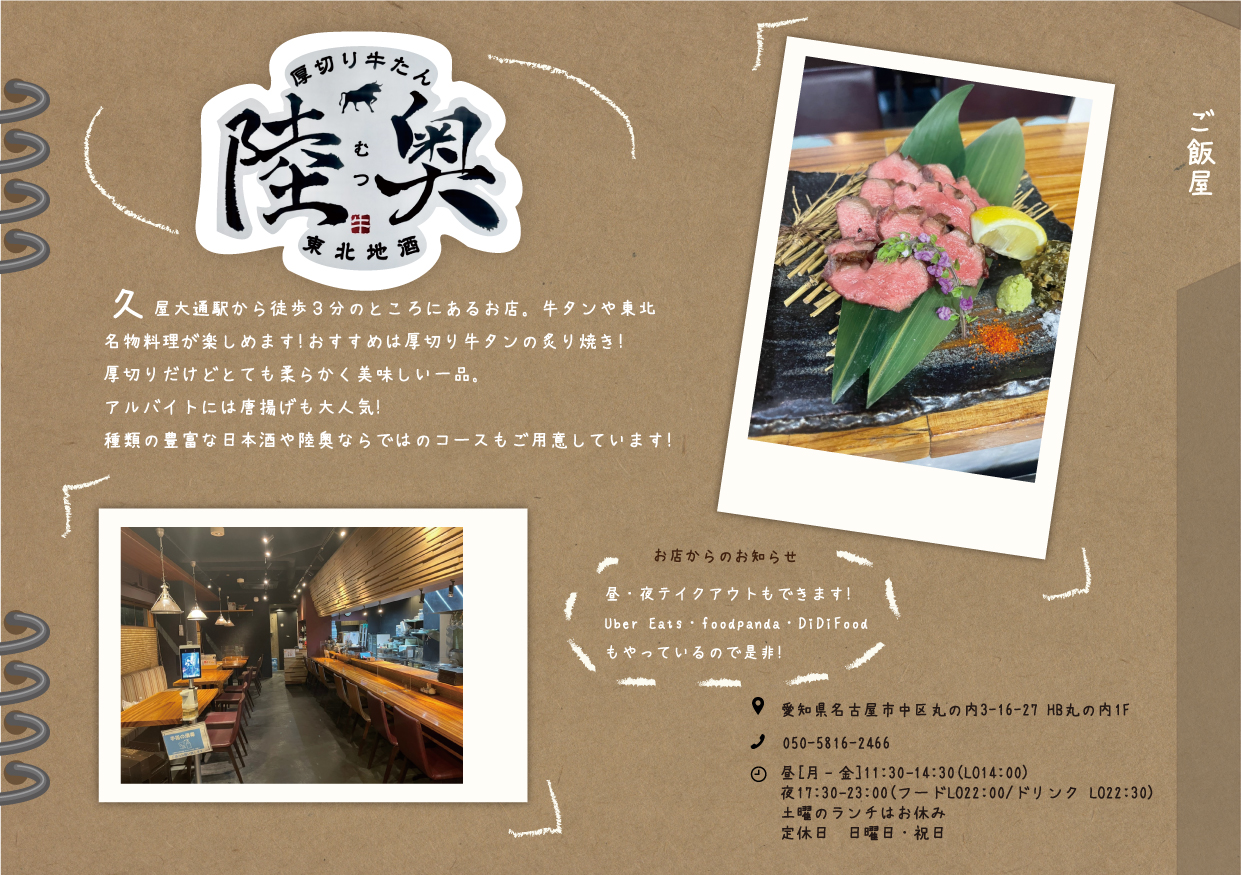 厚切り牛たん
陸奥
むつ
牛
東北地酒
ご飯屋
久屋大通駅から徒歩3分のところにあるお店。牛タンや東北
名物料理が楽しめます!おすすめは厚切り牛タンの炙り焼き!
厚切りだけどとても柔らかく美味しい一品。
アルバイトには唐揚げも大人気!
種類の豊富な日本酒や陸奥ならではのコースもご用意しています!
お店からのお知らせ
昼・夜テイクアウトもできます!
Uber Eats・foodpanda・DiDiFood
もやっているので是非!
愛知県名古屋市中区丸の内3-16-27 HB丸の内1F
050-5816-2466
昼[月-金]11:30-14:30(LO14:00)
夜17:30-23:00(フードLO22:00/ドリンク LO22:30)
土曜のランチはお休み
定休日 日曜日・祝日